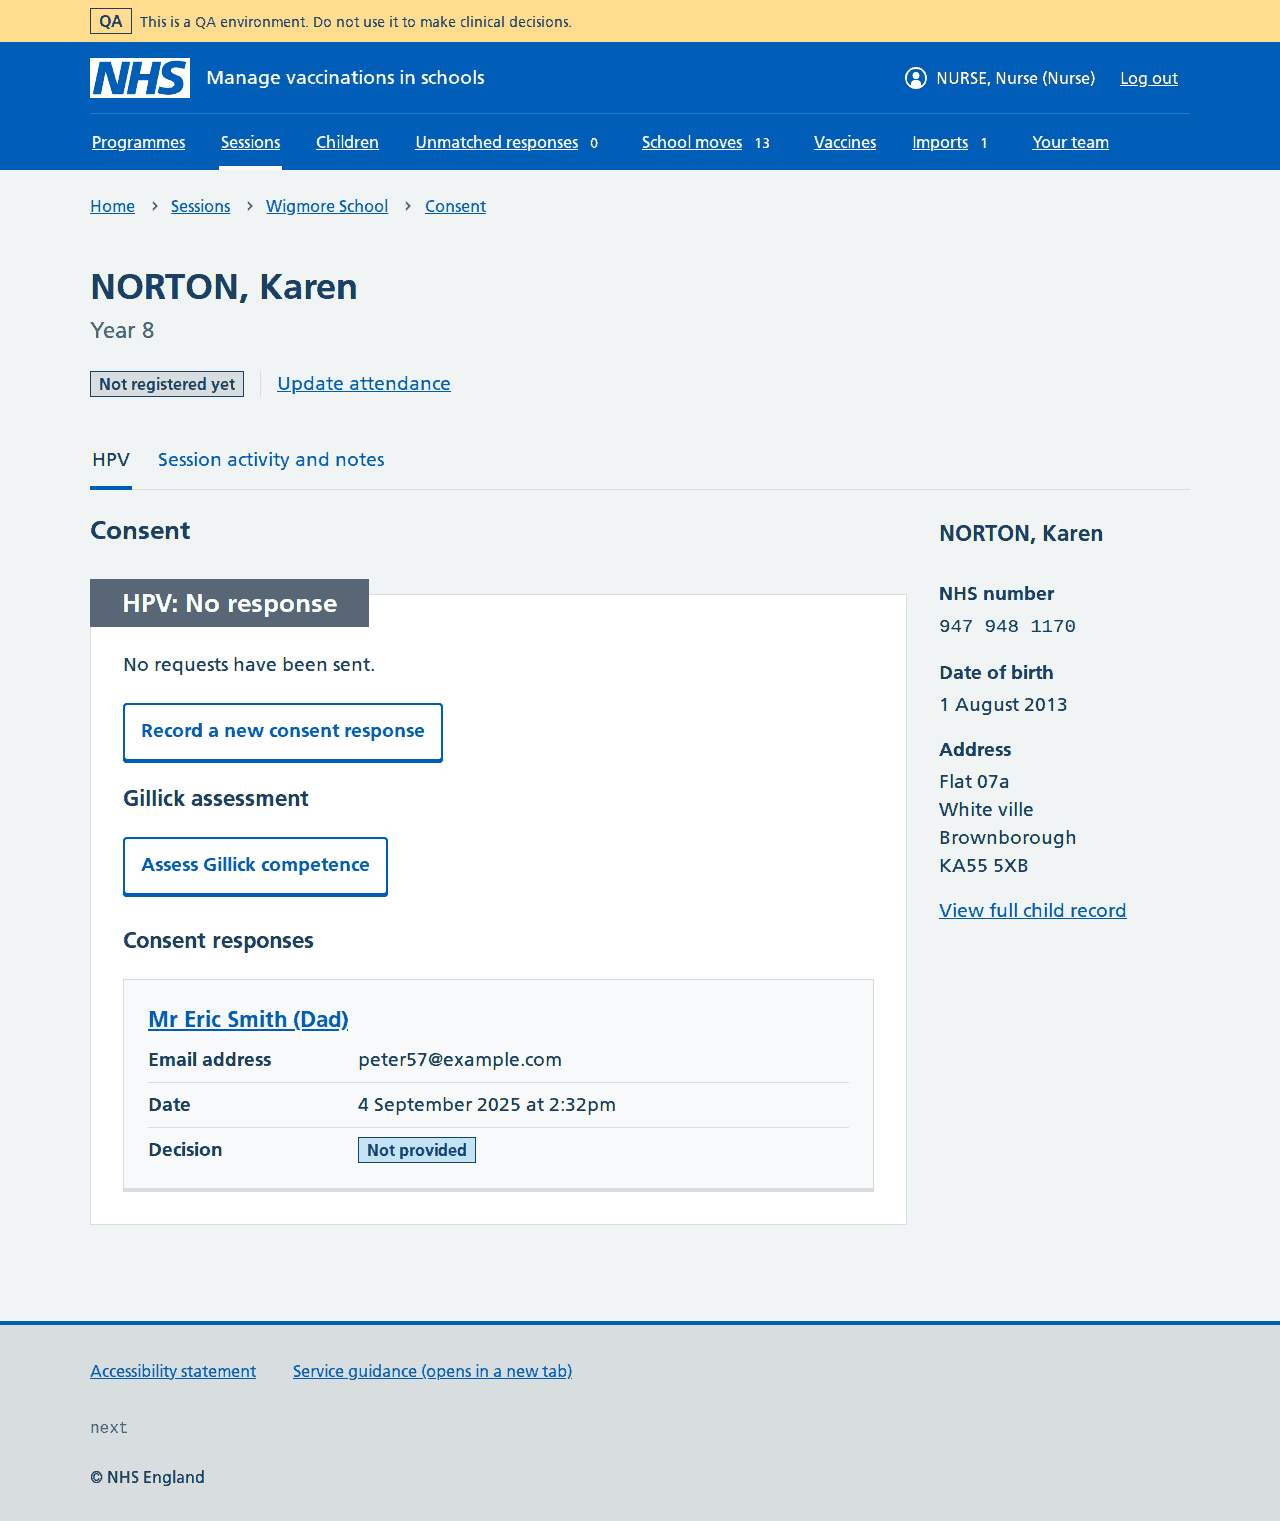 QA This is a QA environment. Do not use it to make clinical decisions.
NHS Manage vaccinations in schools NURSE, Nurse (Nurse) Log out
Programmes Sessions Children Unmatched responses 0 School moves 13 Vaccines Imports 1 Your team
Home Sessions Wigmore School Consent
NORTON, Karen
Year 8
Not registered yet Update attendance
HPV Session activity and notes
Consent
HPV: No response
No requests have been sent.
Record a new consent response
Gillick assessment
Assess Gillick competence
Consent responses
Mr Eric Smith (Dad)
Email address peter57@example.com
Date 4 September 2025 at 2:32pm
Decision Not provided
NORTON, Karen
NHS number
947 948 1170
Date of birth
1 August 2013
Address
Flat 07a
White ville
Brownborough
KA55 5XB
View full child record
Accessibility statement Service guidance (opens in a new tab)
next
© NHS England